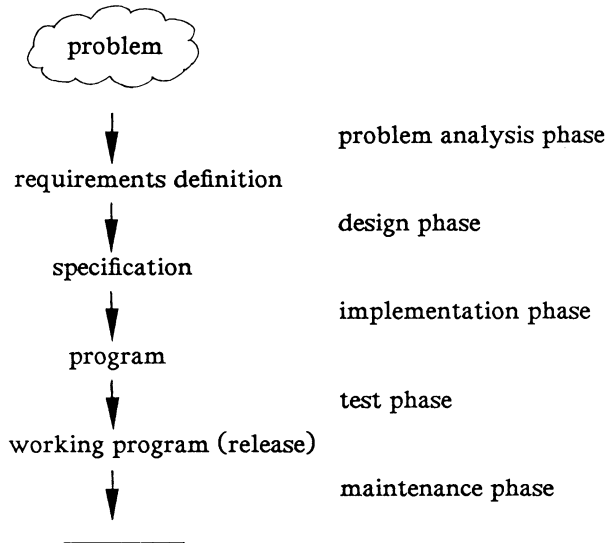 problem
problem analysis phase
requirements definition
design phase
specification
implementation phase
program
test phase
working program (release)
maintenance phase